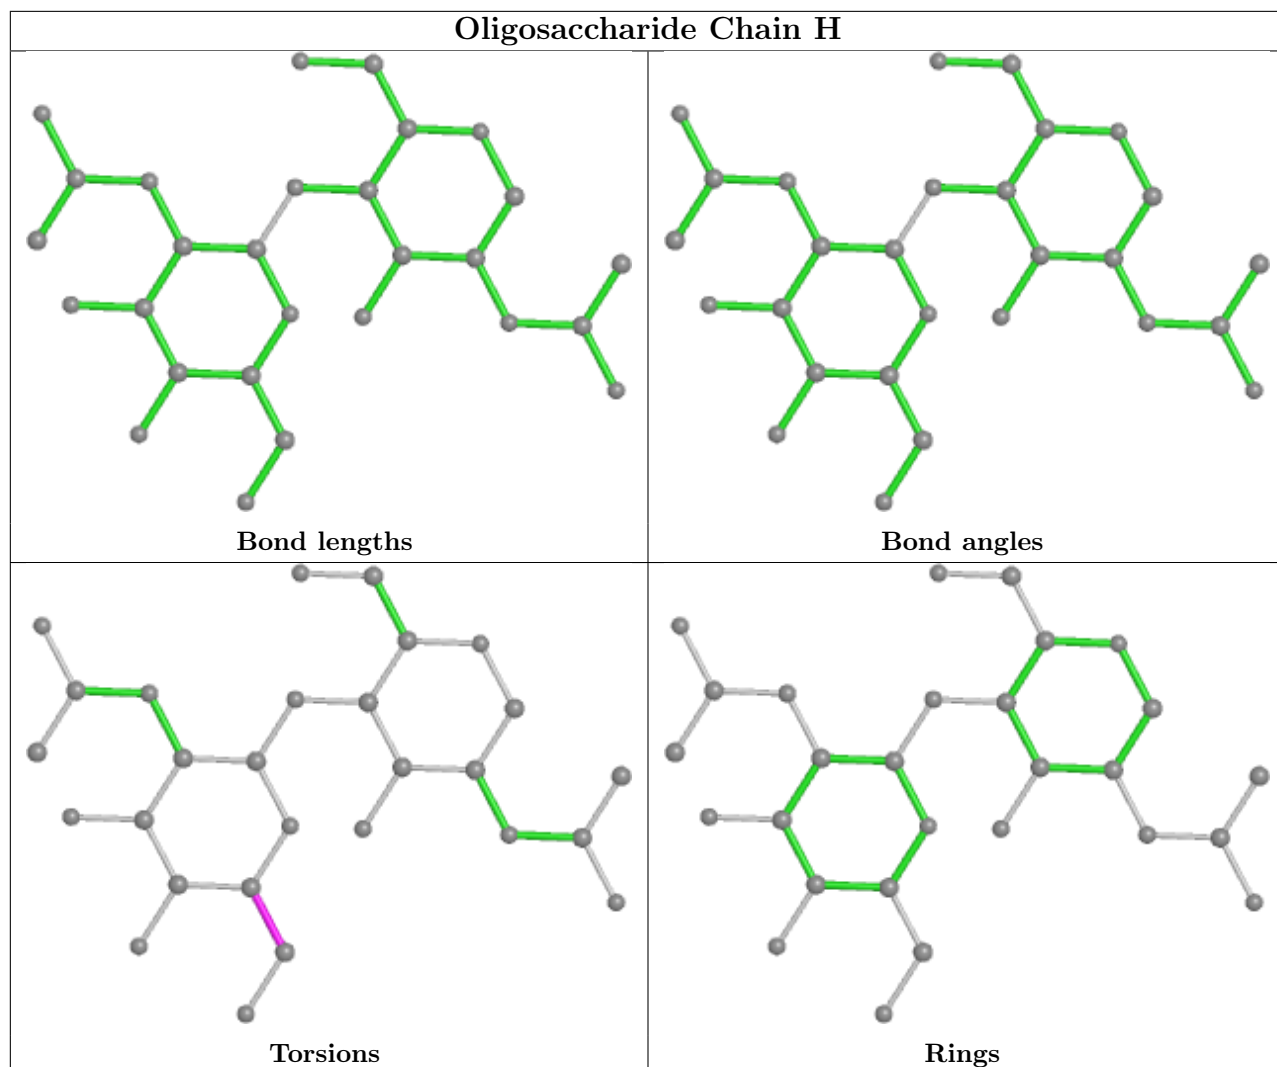 Oligosaccharide Chain H
Bond lengths
Bond angles
Torsions
Rings